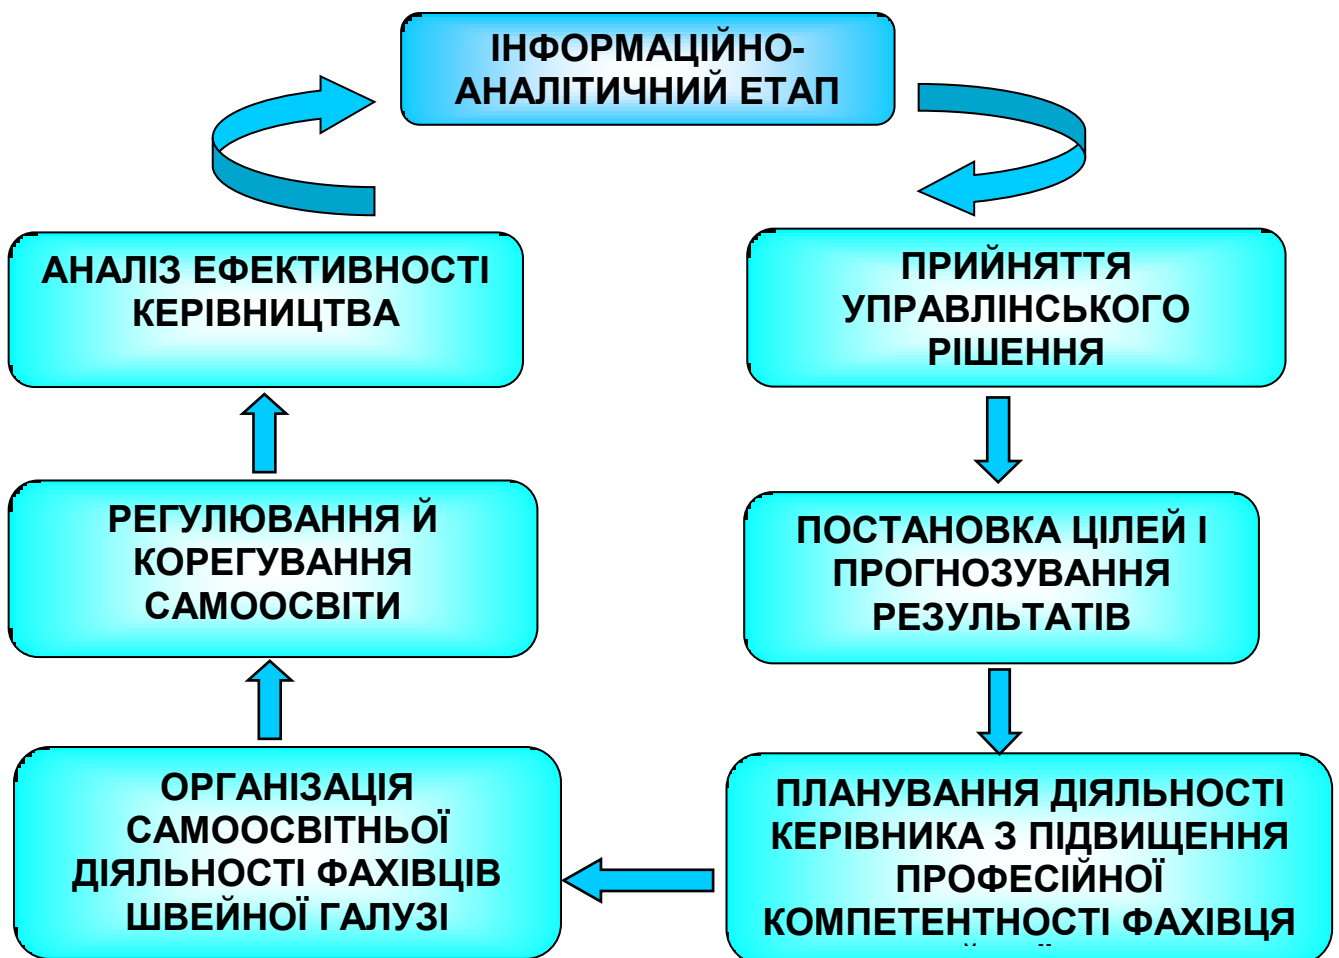 ІНФОРМАЦІЙНО-
АНАЛІТИЧНИЙ ЕТАП
АНАЛІЗ ЕФЕКТИВНОСТІ
КЕРІВНИЦТВА
ПРИЙНЯТТЯ
УПРАВЛІНСЬКОГО
РІШЕННЯ
РЕГУЛЮВАННЯ Й
КОРЕГУВАННЯ
САМООСВІТИ
ПОСТАНОВКА ЦІЛЕЙ І
ПРОГНОЗУВАННЯ
РЕЗУЛЬТАТІВ
ОРГАНІЗАЦІЯ
САМООСВІТНЬОЇ
ДІЯЛЬНОСТІ ФАХІВЦІВ
ШВЕЙНОЇ ГАЛУЗІ
ПЛАНУВАННЯ ДІЯЛЬНОСТІ
КЕРІВНИКА З ПІДВИЩЕННЯ
ПРОФЕСІЙНОЇ
КОМПЕТЕНТНОСТІ ФАХІВЦЯ